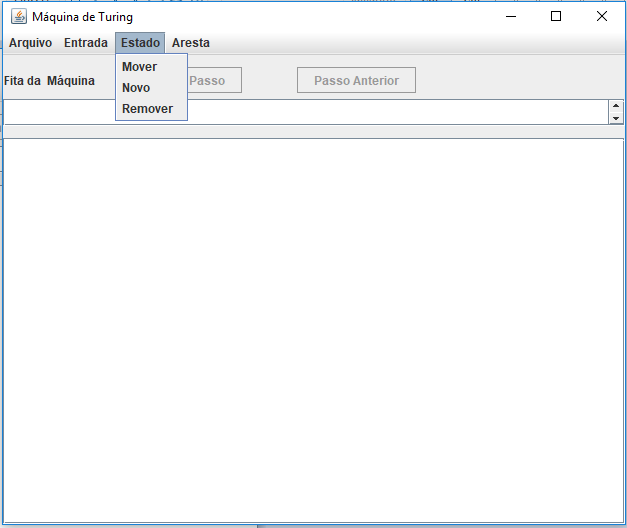 Máquina de Turing
Arquivo Entrada Estado Aresta
Mover
Novo
Remover
Fita da Máquina Passo Passo Anterior